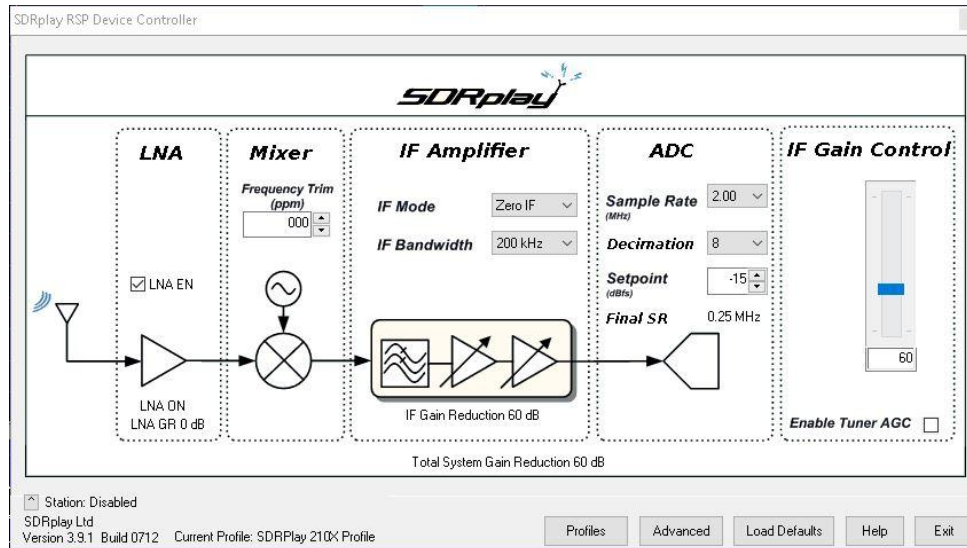 SDRplay RSP Device Controller
SDRplay
LNA
Mixer
IF Amplifier
ADC
IF Gain Control
Frequency Trim
(ppm)
000
IF Mode
Zero IF
IF Bandwidth
200 kHz
Sample Rate
(MHz)
2.00
Decimation
8
Setpoint
(dBfs)
-15
Final SR
0.25 MHz
LNA EN
60
LNA ON
LNA GR 0 dB
IF Gain Reduction 60 dB
Enable Tuner AGC
Total System Gain Reduction 60 dB
Station: Disabled
SDRplay Ltd
Version 3.9.1 Build 0712 Current Profile: SDRPlay 210X Profile
Profiles
Advanced
Load Defaults
Help
Exit